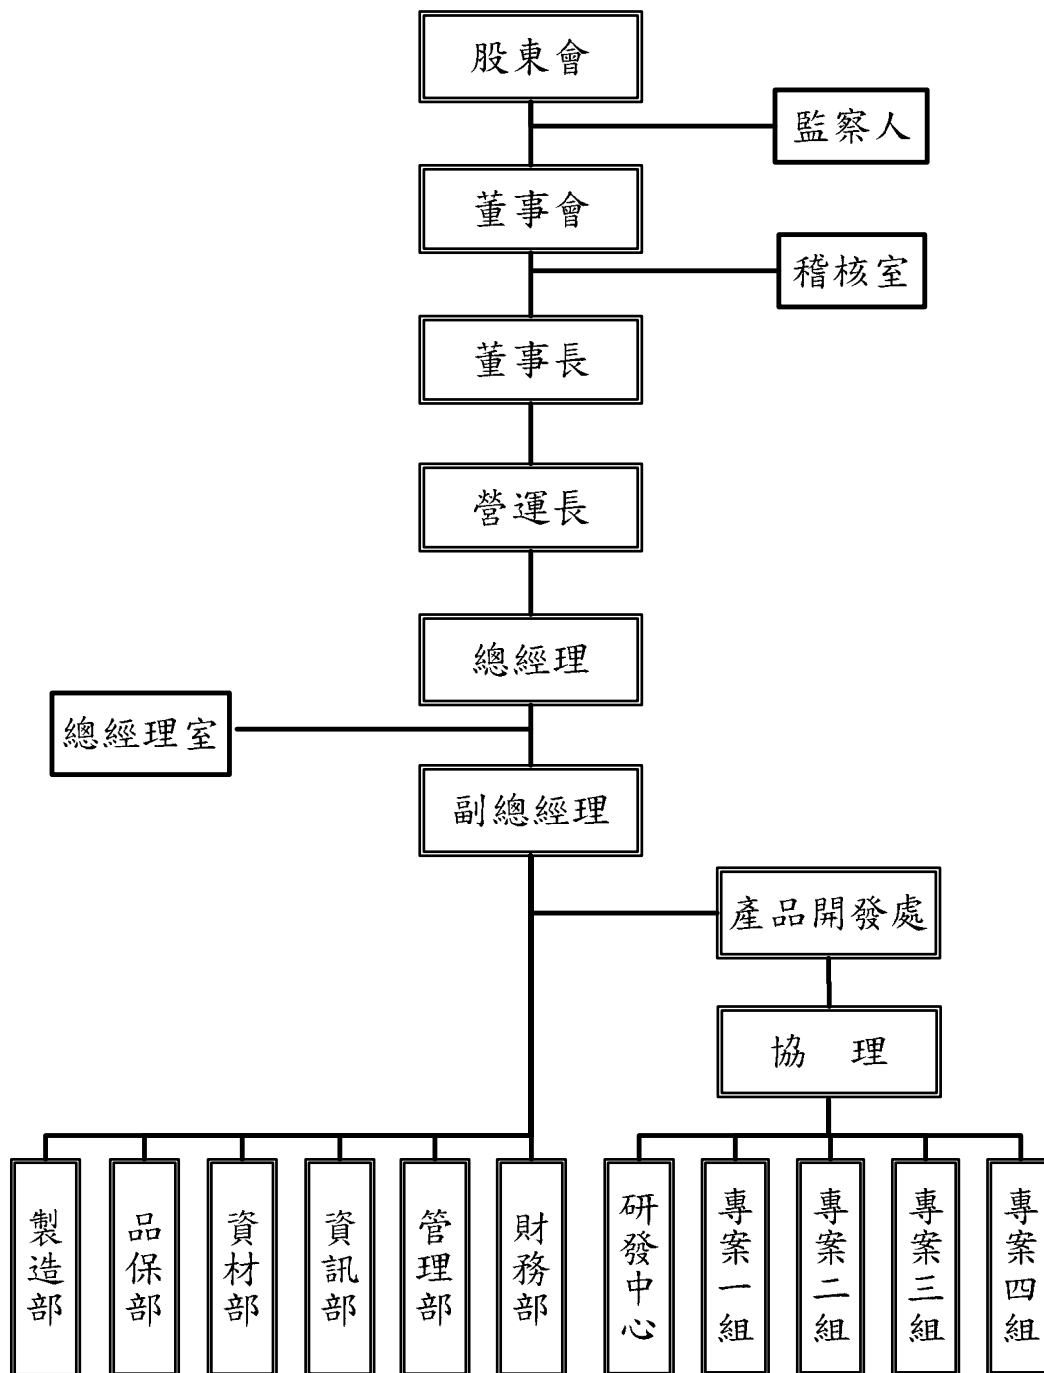 股東會
監察人
董事會
稽核室
董事長
營運長
總經理
總經理室
副總經理
產品開發處
協　理
製造部
品保部
資材部
資訊部
管理部
財務部
研發中心
專案一組
專案二組
專案三組
專案四組